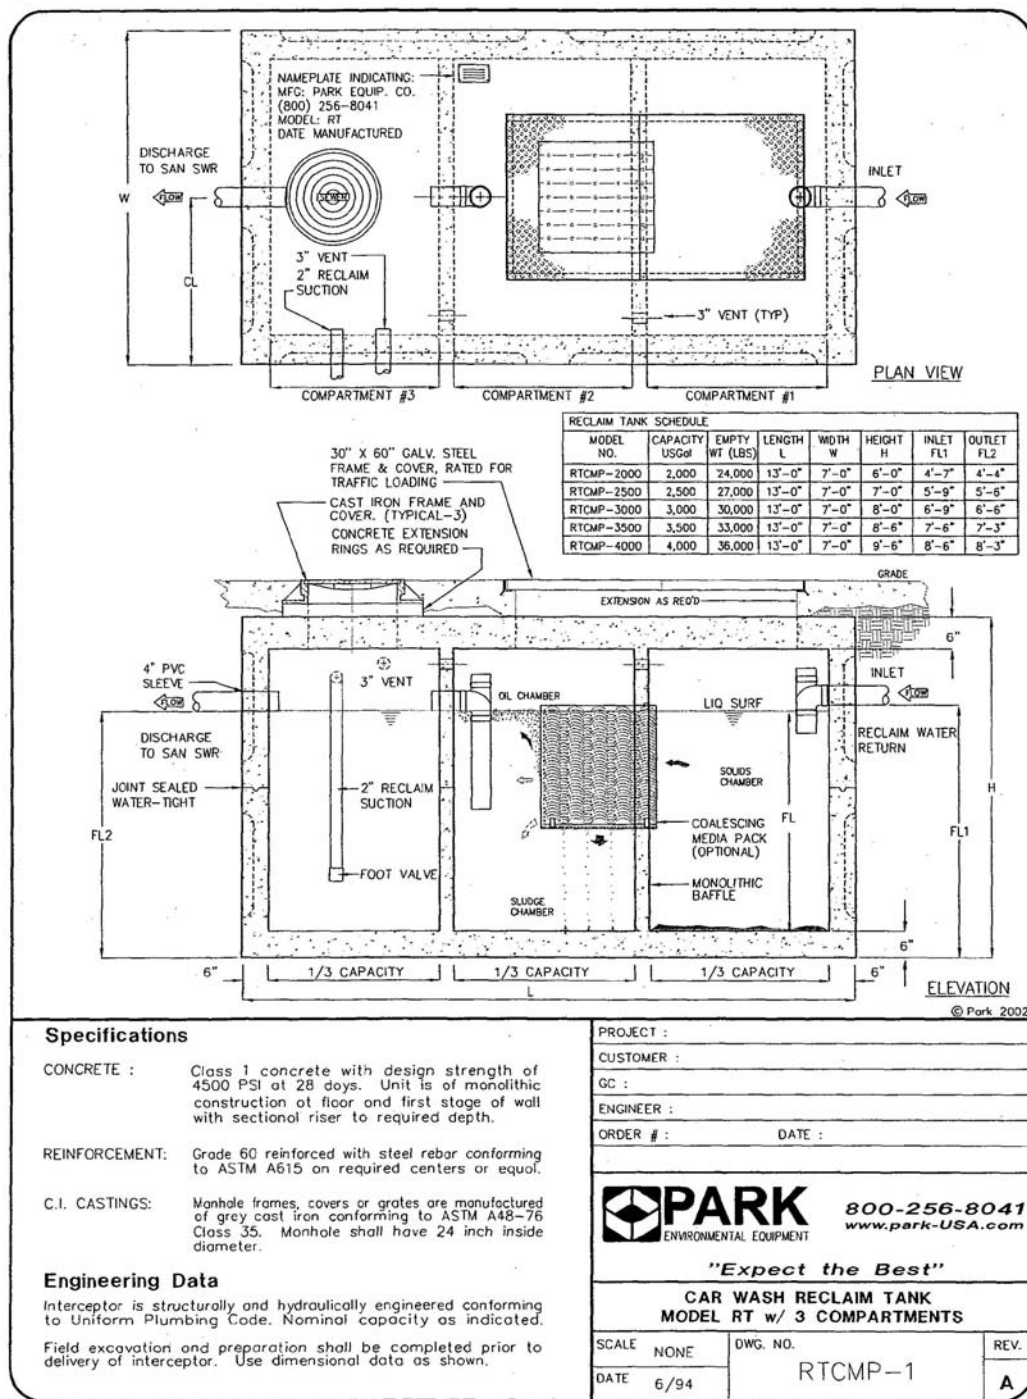 NAMEPLATE INDICATING:
MFG: PARK EQUIP. CO.
(800) 256-8041
MODEL: RT
DATE MANUFACTURED
DISCHARGE
TO SAN SWR
FLOW
W
CL
SEWER
INLET
FLOW
3" VENT
2" RECLAIM
SUCTION
3" VENT (TYP)
PLAN VIEW
COMPARTMENT #3
COMPARTMENT #2
COMPARTMENT #1
RECLAIM TANK SCHEDULE
MODEL NO. CAPACITY USGal EMPTY WT (LBS) LENGTH L WIDTH W HEIGHT H INLET FL1 OUTLET FL2
RTCMP-2000 2,000 24,000 13'-0" 7'-0" 6'-0" 4'-7" 4'-4"
RTCMP-2500 2,500 27,000 13'-0" 7'-0" 7'-0" 5'-9" 5'-6"
RTCMP-3000 3,000 30,000 13'-0" 7'-0" 8'-0" 6'-9" 6'-6"
RTCMP-3500 3,500 33,000 13'-0" 7'-0" 8'-6" 7'-6" 7'-3"
RTCMP-4000 4,000 36,000 13'-0" 7'-0" 9'-6" 8'-6" 8'-3"
30" X 60" GALV. STEEL
FRAME & COVER, RATED FOR
TRAFFIC LOADING
CAST IRON FRAME AND
COVER. (TYPICAL-3)
CONCRETE EXTENSION
RINGS AS REQUIRED
GRADE
EXTENSION AS REQ'D
6"
4" PVC
SLEEVE
FLOW
3" VENT
OIL CHAMBER
LIQ SURF
INLET
FLOW
DISCHARGE
TO SAN SWR
RECLAIM WATER
RETURN
JOINT SEALED
WATER-TIGHT
2" RECLAIM
SUCTION
SOLIDS
CHAMBER
H
FL2
FL
FL1
COALESCING
MEDIA PACK
(OPTIONAL)
FOOT VALVE
MONOLITHIC
BAFFLE
SLUDGE
CHAMBER
6"
6"
1/3 CAPACITY
1/3 CAPACITY
1/3 CAPACITY
6"
L
ELEVATION
© Park 2002
Specifications
CONCRETE : Class 1 concrete with design strength of
4500 PSI at 28 days. Unit is of monolithic
construction at floor and first stage of wall
with sectional riser to required depth.
REINFORCEMENT: Grade 60 reinforced with steel rebar conforming
to ASTM A615 on required centers or equal.
C.I. CASTINGS: Manhole frames, covers or grates are manufactured
of grey cast iron conforming to ASTM A48-76
Class 35. Manhole shall have 24 inch inside
diameter.
Engineering Data
Interceptor is structurally and hydraulically engineered conforming
to Uniform Plumbing Code. Nominal capacity as indicated.
Field excavation and preparation shall be completed prior to
delivery of interceptor. Use dimensional data as shown.
PROJECT :
CUSTOMER :
GC :
ENGINEER :
ORDER # : DATE :
PARK
ENVIRONMENTAL EQUIPMENT
800-256-8041
www.park-USA.com
"Expect the Best"
CAR WASH RECLAIM TANK
MODEL RT w/ 3 COMPARTMENTS
SCALE NONE
DWG. NO. RTCMP-1
REV. A
DATE 6/94